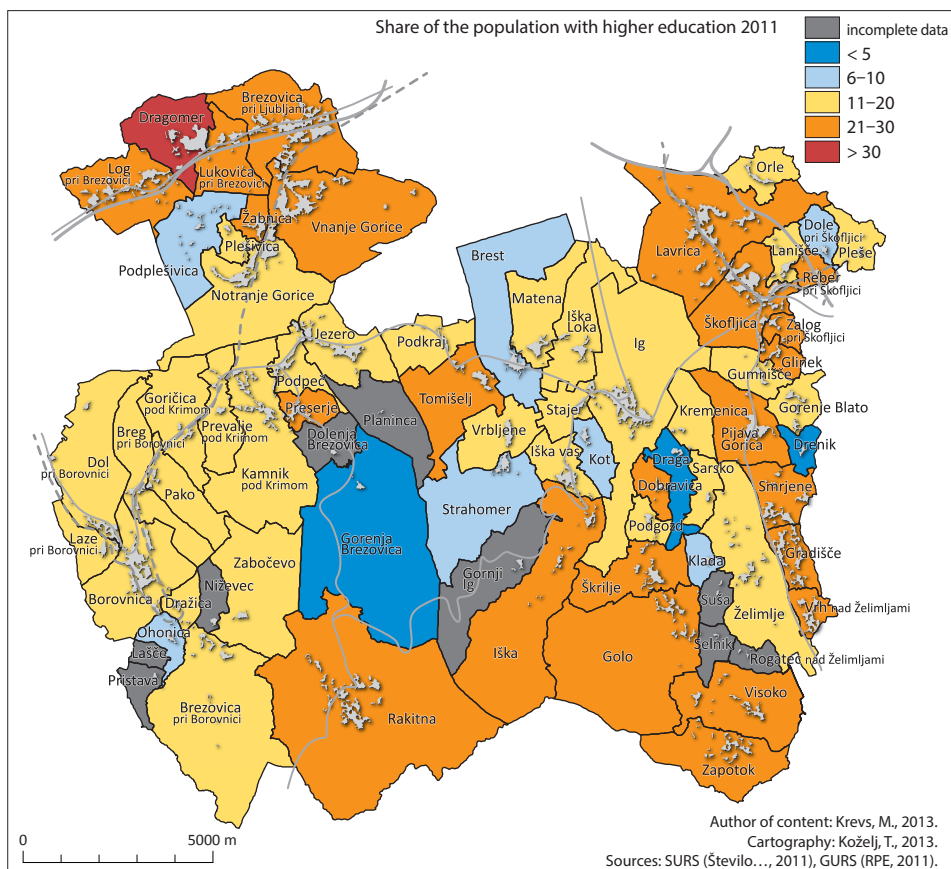 Share of the population with higher education 2011
incomplete data
< 5
6–10
11–20
21–30
> 30
Dragomer
Brezovica
pri Ljubljani
Log
pri Brezovici
Lukovica
pri Brezovici
Žabnica
Vnanje Gorice
Plešivica
Podplešivica
Notranje Gorice
Orle
Dole
pri Škofljici
Lavrica
Lanišče
Pleše
Reber
pri Škofljici
Brest
Matena
Iška
Loka
Ig
Škofljica
Zalog
pri Škofljici
Glinek
Gumnišče
Jezero
Podkraj
Podpeč
Goričica
pod Krimom
Preserje
Planinca
Tomišelj
Staje
Kremenica
Gorenje Blato
Breg
pri Borovnici
Prevalje
pod Krimom
Dolenja
Brezovica
Vrbljene
Iška vas
Kot
Pijava
Gorica
Drenik
Dol
pri Borovnici
Pako
Kamnik
pod Krimom
Draga
Sarsko
Dobravica
Smrjene
Strahomer
Podgozd
Laze
pri Borovnici
Gorenja
Brezovica
Zabočevo
Gornji
Ig
Klada
Gradišče
Niževec
Škrilje
Suša
Borovnica
Dražica
Želimlje
Vrh nad Želimljami
Ohonica
Lašče
Pristava
Iška
Golo
Selnik
Rogatec nad Želimljami
Brezovica
pri Borovnici
Rakitna
Visoko
Zapotok
0 5000 m
Author of content: Krevs, M., 2013.
Cartography: Koželj, T., 2013.
Sources: SURS (Število…, 2011), GURS (RPE, 2011).